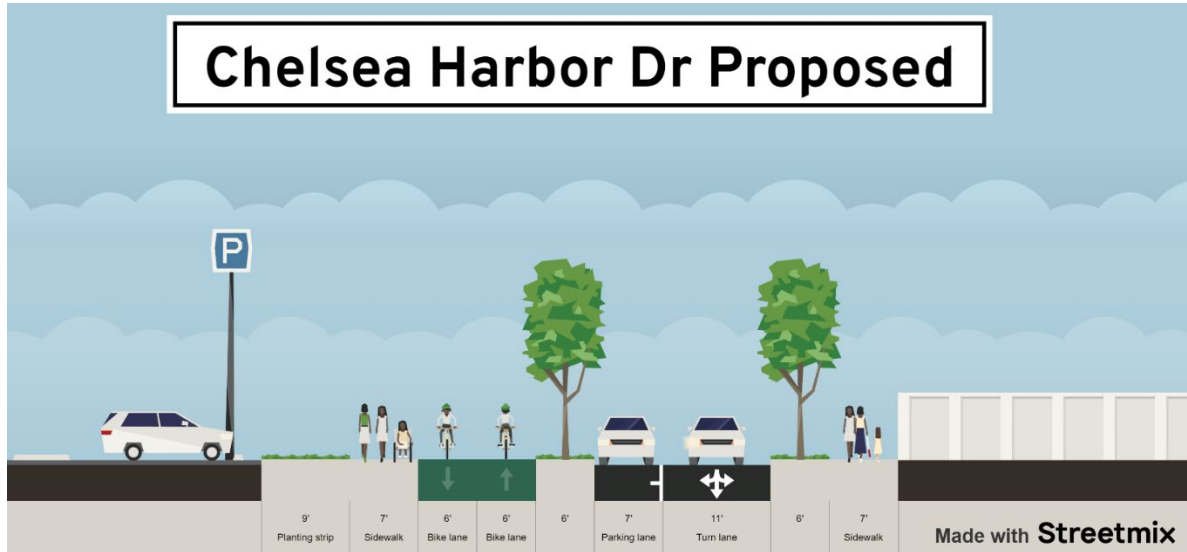 Chelsea Harbor Dr Proposed
P
9' 7' 6' 6' 6' 7' 11' 6' 7'
Planting strip Sidewalk Bike lane Bike lane Parking lane Turn lane Sidewalk
Made with Streetmix